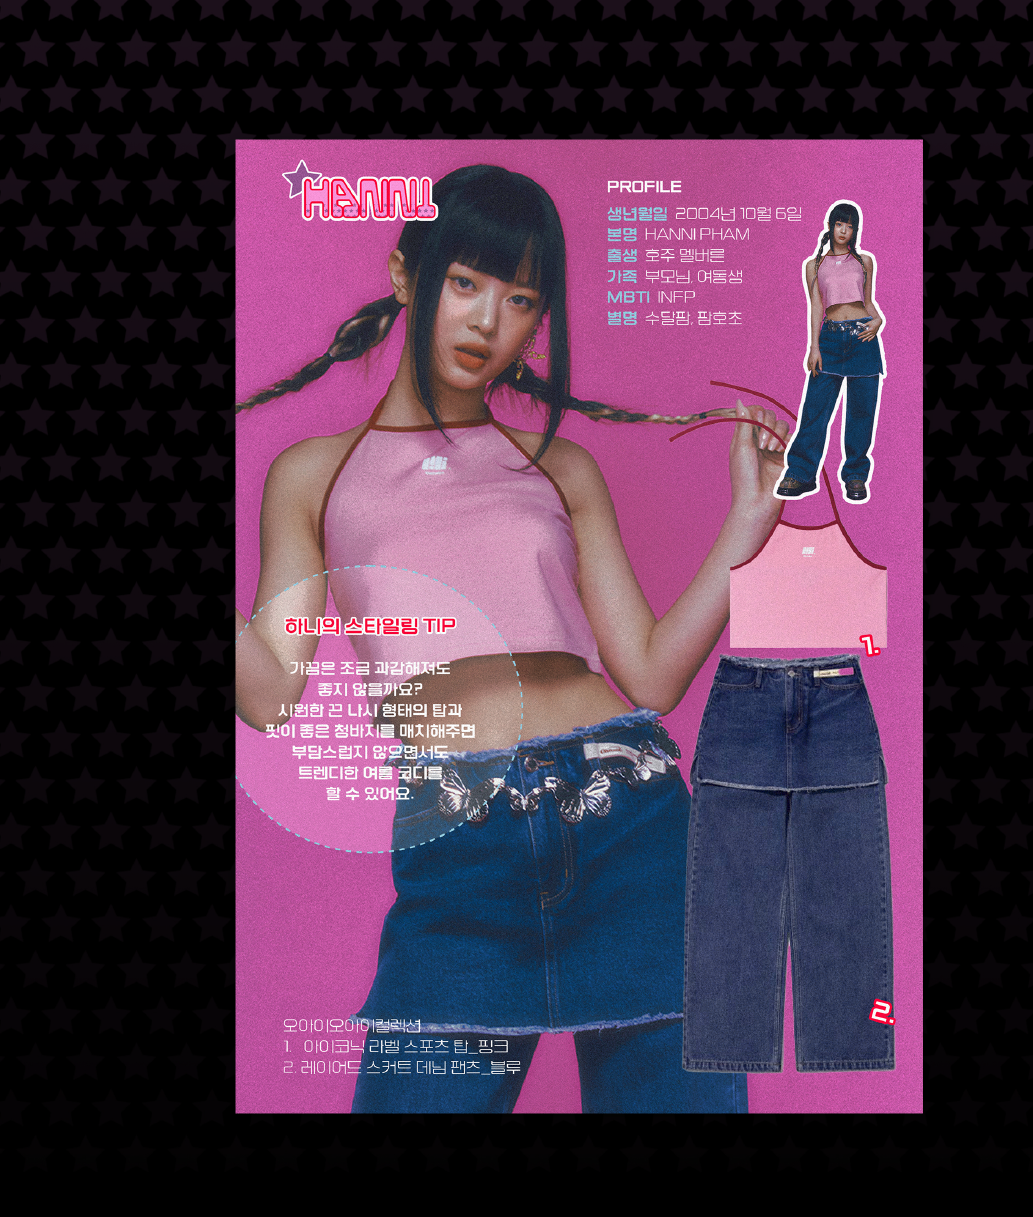 HANNI
PROFILE
생년월일 2004년 10월 6일
본명 HANNI PHAM
출생 호주 멜버른
가족 부모님, 여동생
MBTI INFP
별명 수달팜, 팜호초
하니의 스타일링 TIP
가끔은 조금 과감해져도
좋지 않을까요?
시원한 끈 나시 형태의 탑과
핏이 좋은 청바지를 매치해주면
부담스럽지 않으면서도
트렌디한 여름 코디를
할 수 있어요.
1.
2.
오아이오아이컬렉션
1. 아이코닉 라벨 스포츠 탑_핑크
2. 레이어드 스커트 데님 팬츠_블루